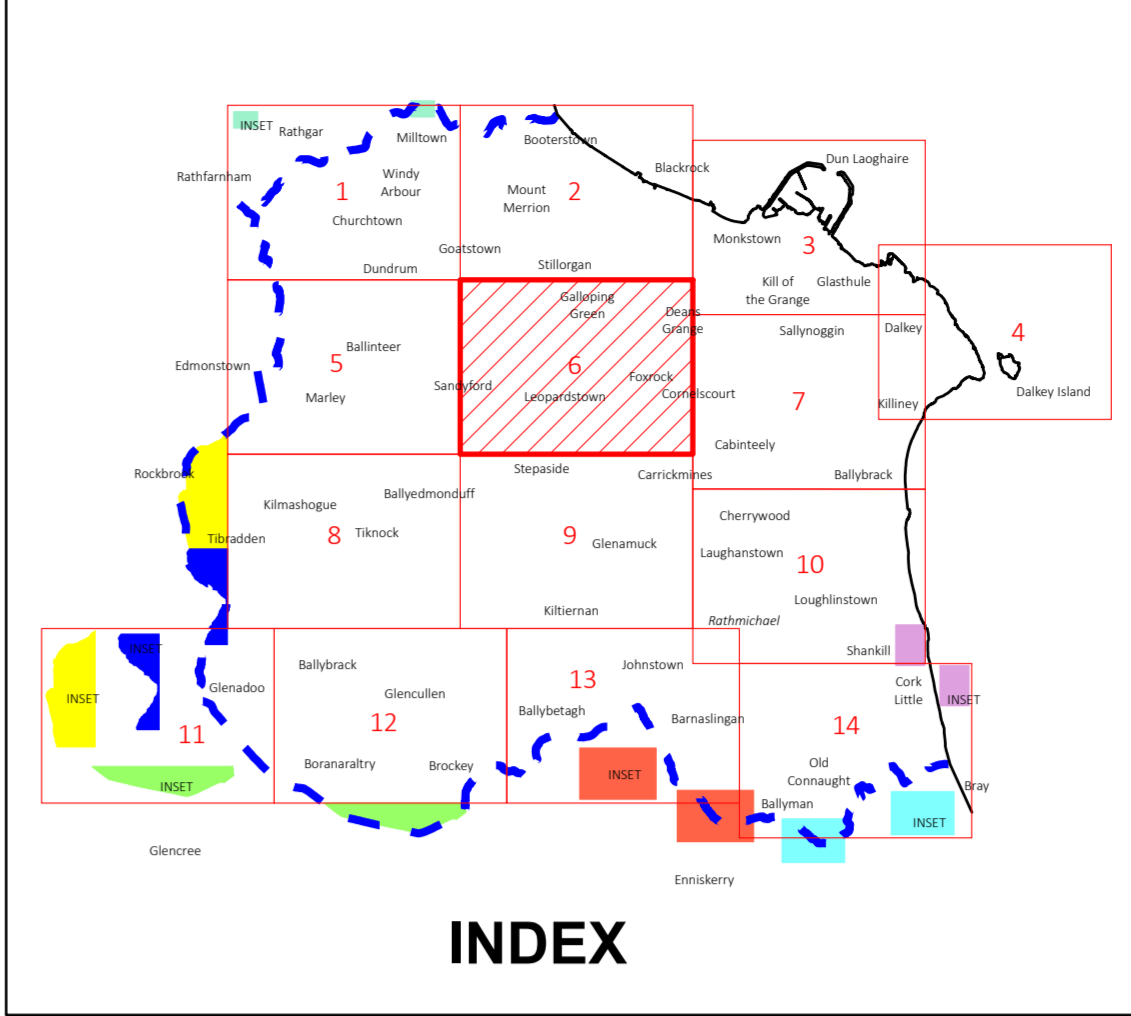 INSET
Rathgar
Milltown
Booterstown
Rathfarnham
1
Windy
Arbour
Churchtown
Goatstown
Dundrum
Mount
Merrion
2
Stillorgan
Blackrock
Dun Laoghaire
Monkstown
3
Kill of
the Grange
Glasthule
4
Dalkey
Dalkey Island
Killiney
Edmonstown
5
Ballinteer
Marley
Sandyford
Galloping
Green
Deans
Grange
6
Foxrock
Leopardstown
Cornelscourt
Sallynoggin
7
Cabinteely
Ballybrack
Rockbrook
Kilmashogue
Ballyedmonduff
Tibradden
8
Tiknock
Stepaside
Carrickmines
9
Glenamuck
Kiltiernan
Cherrywood
Laughanstown
10
Loughlinstown
Rathmichael
Shankill
INSET
INSET
Glenadoo
11
INSET
Ballybrack
Glencullen
12
Boranaraltry
Brockey
Johnstown
13
Ballybetagh
Barnaslingan
INSET
Cork
Little
INSET
14
Old
Connaught
Ballyman
Bray
INSET
Glencree
Enniskerry
INDEX